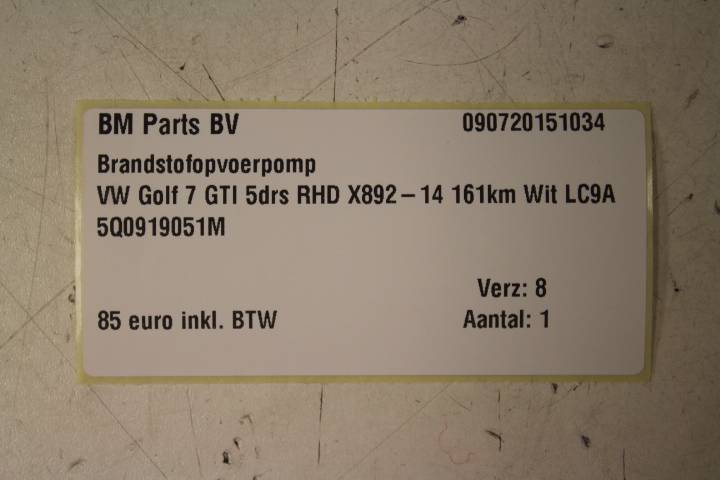 BM Parts BV 090720151034
Brandstofopvoerpomp
VW Golf 7 GTI 5drs RHD X892-14 161km Wit LC9A
5Q0919051M
Verz: 8
85 euro inkl. BTW Aantal: 1